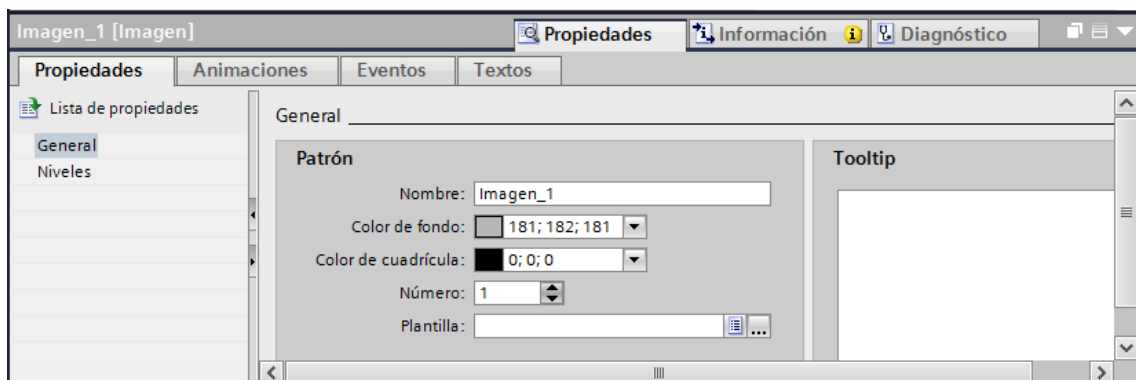 Imagen_1 [Imagen]
Propiedades
Información
Diagnóstico
Propiedades
Animaciones
Eventos
Textos
Lista de propiedades
General
Niveles
General
Patrón
Nombre: Imagen_1
Color de fondo: 181; 182; 181
Color de cuadrícula: 0; 0; 0
Número: 1
Plantilla:
...
Tooltip